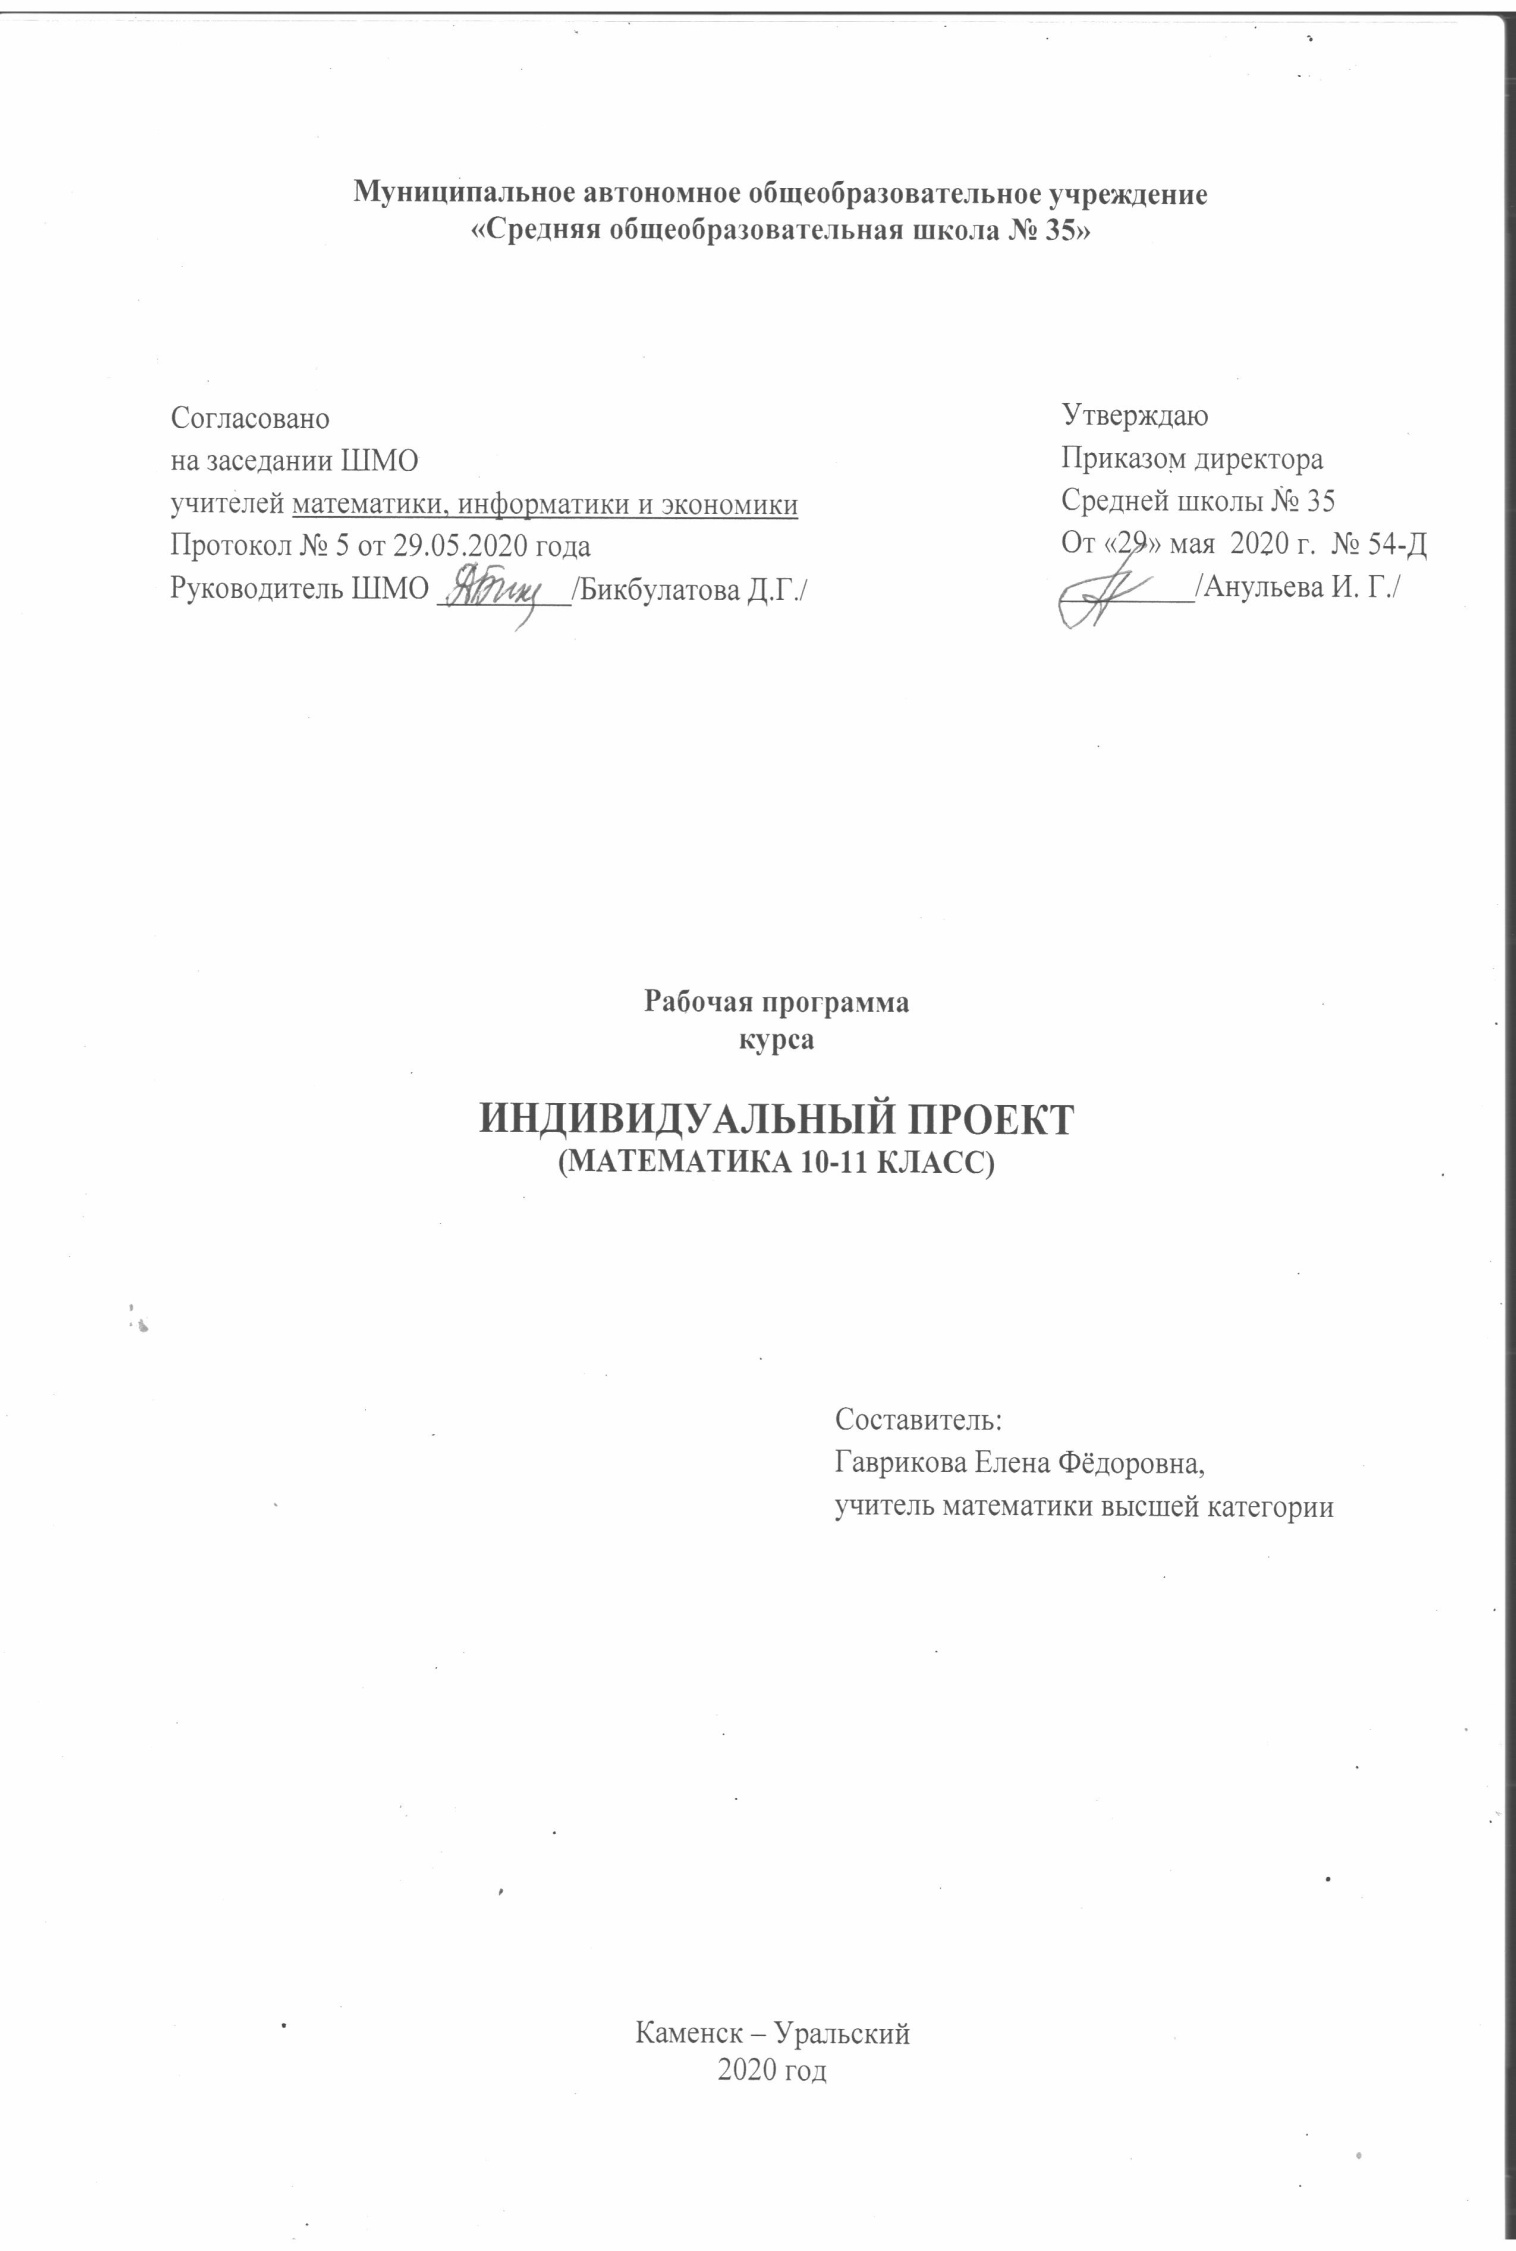 Муниципальное автономное общеобразовательное учреждение
«Средняя общеобразовательная школа № 35»
Согласовано
на заседании ШМО
учителей математики, информатики и экономики
Протокол № 5 от 29.05.2020 года
Руководитель ШМО /Бикбулатова Д.Г./
Утверждаю
Приказом директора
Средней школы № 35
От «29» мая 2020 г. № 54-Д
/Анульева И. Г./
Рабочая программа
курса
ИНДИВИДУАЛЬНЫЙ ПРОЕКТ
(МАТЕМАТИКА 10-11 КЛАСС)
Составитель:
Гаврикова Елена Фёдоровна,
учитель математики высшей категории
Каменск – Уральский
2020 год